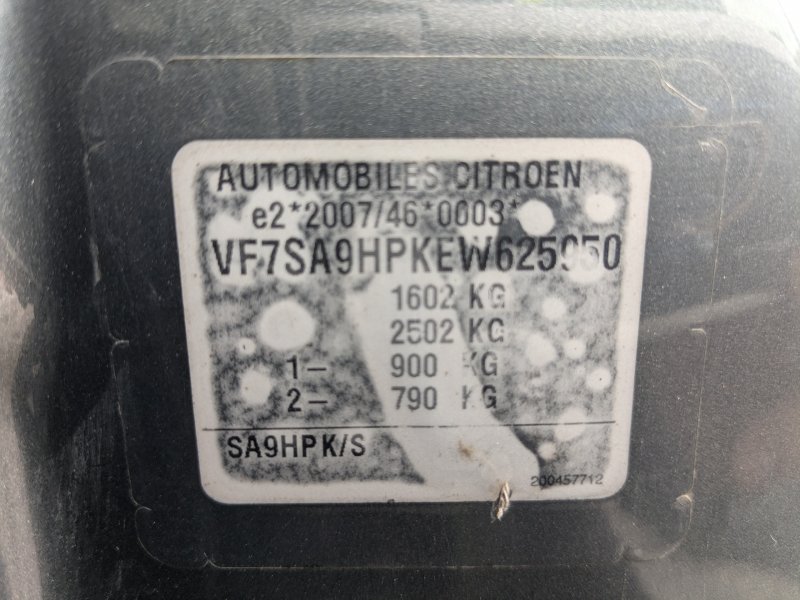 AUTOMOBILES CITROEN
e2*2007/46*0003*
VF7SA9HPKEW625950
1602 KG
2502 KG
1- 900 KG
2- 790 KG
SA9HPK/S
200457712